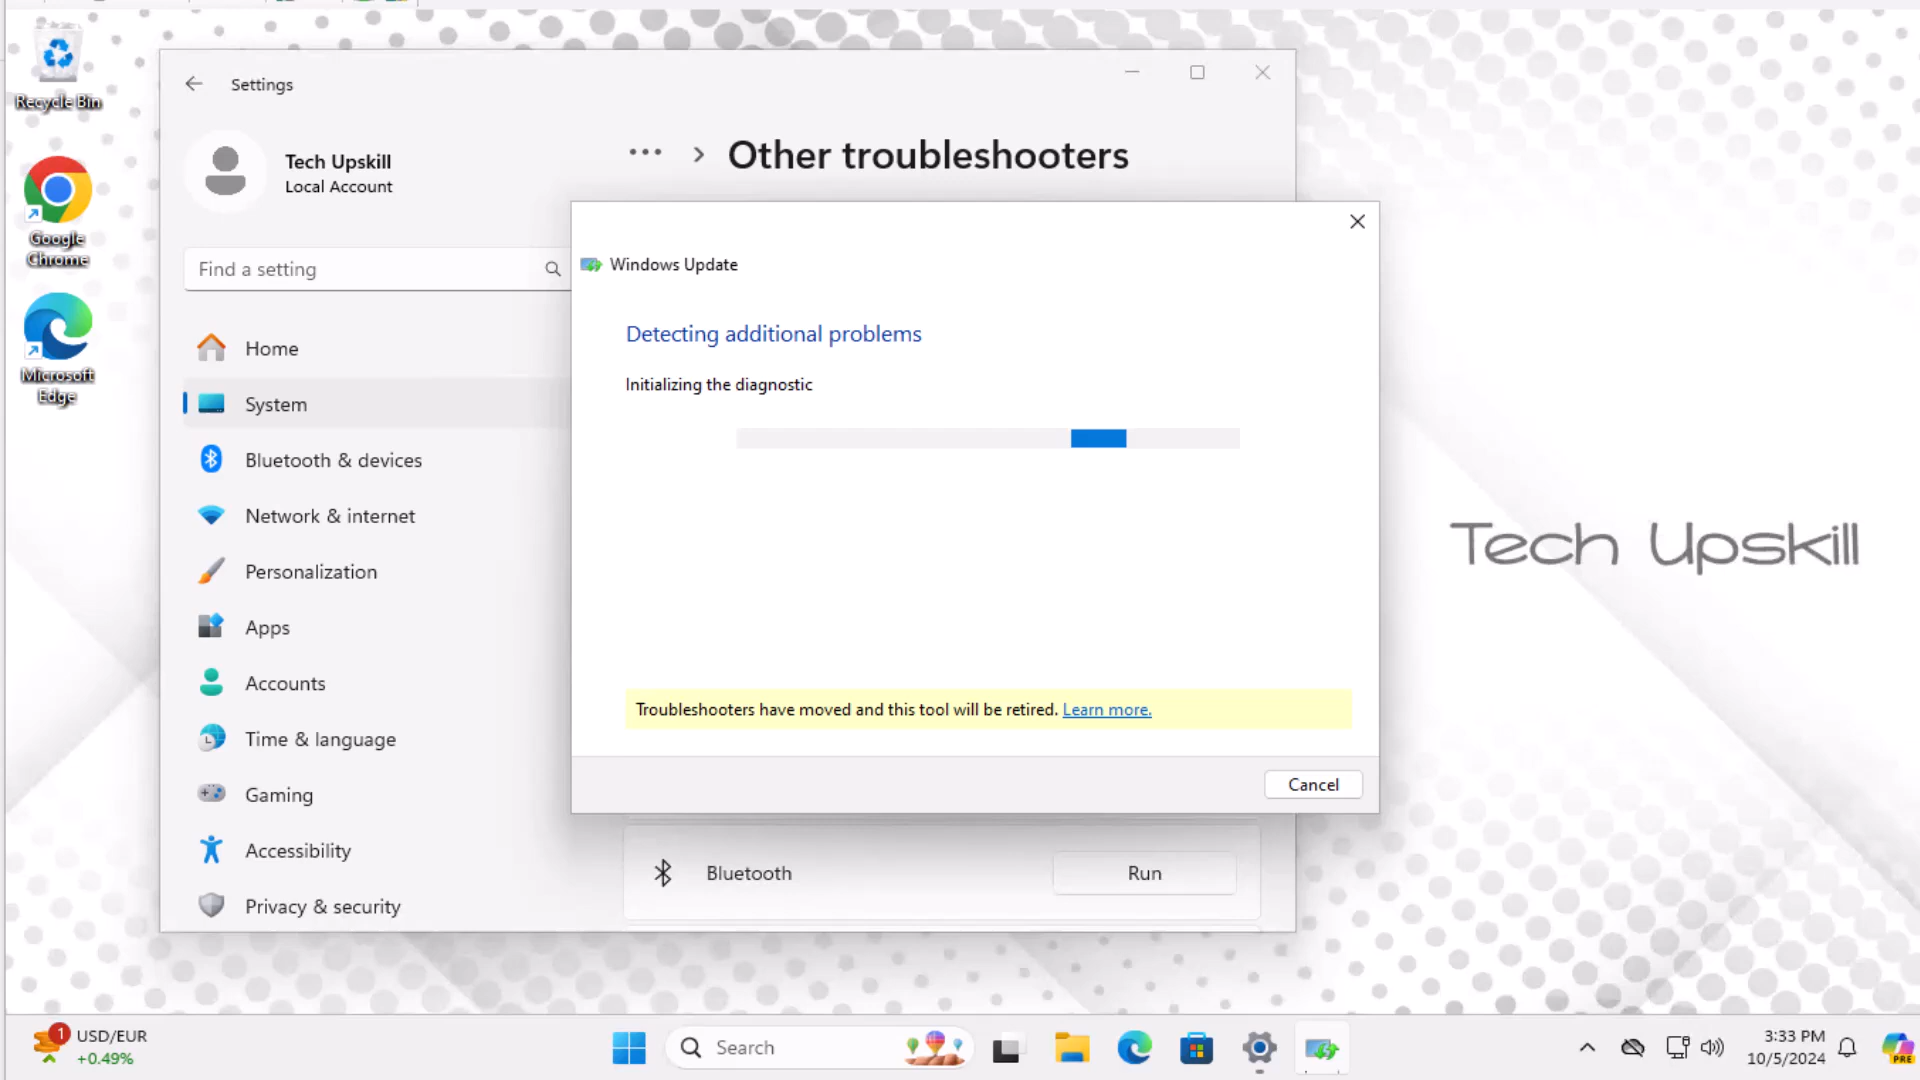 Recycle Bin
Google
Chrome
Microsoft
Edge
Settings
Tech Upskill
Local Account
Find a setting
Home
System
Bluetooth & devices
Network & internet
Personalization
Apps
Accounts
Time & language
Gaming
Accessibility
Privacy & security
··· > Other troubleshooters
Windows Update
Detecting additional problems
Initializing the diagnostic
Troubleshooters have moved and this tool will be retired. Learn more.
Cancel
Bluetooth
Run
Tech Upskill
1
USD/EUR
+0.49%
Search
3:33 PM
10/5/2024
PRE